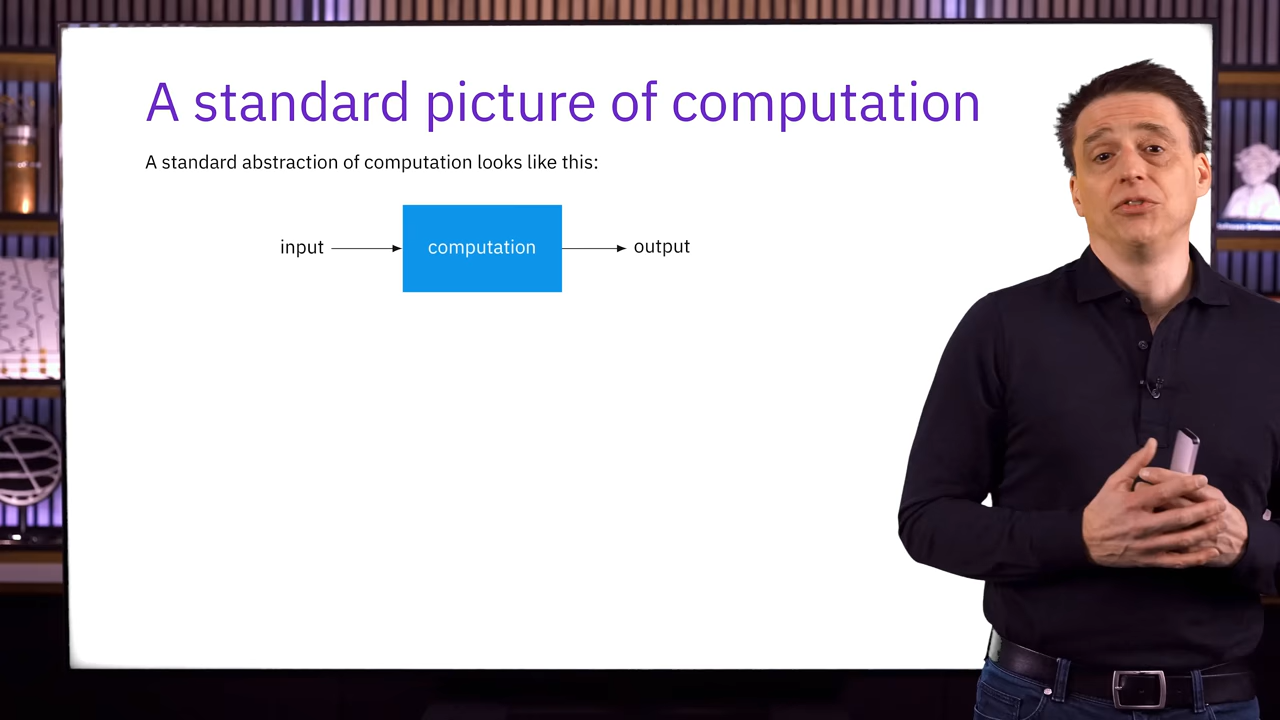 A standard picture of computation
A standard abstraction of computation looks like this:
input
computation
output